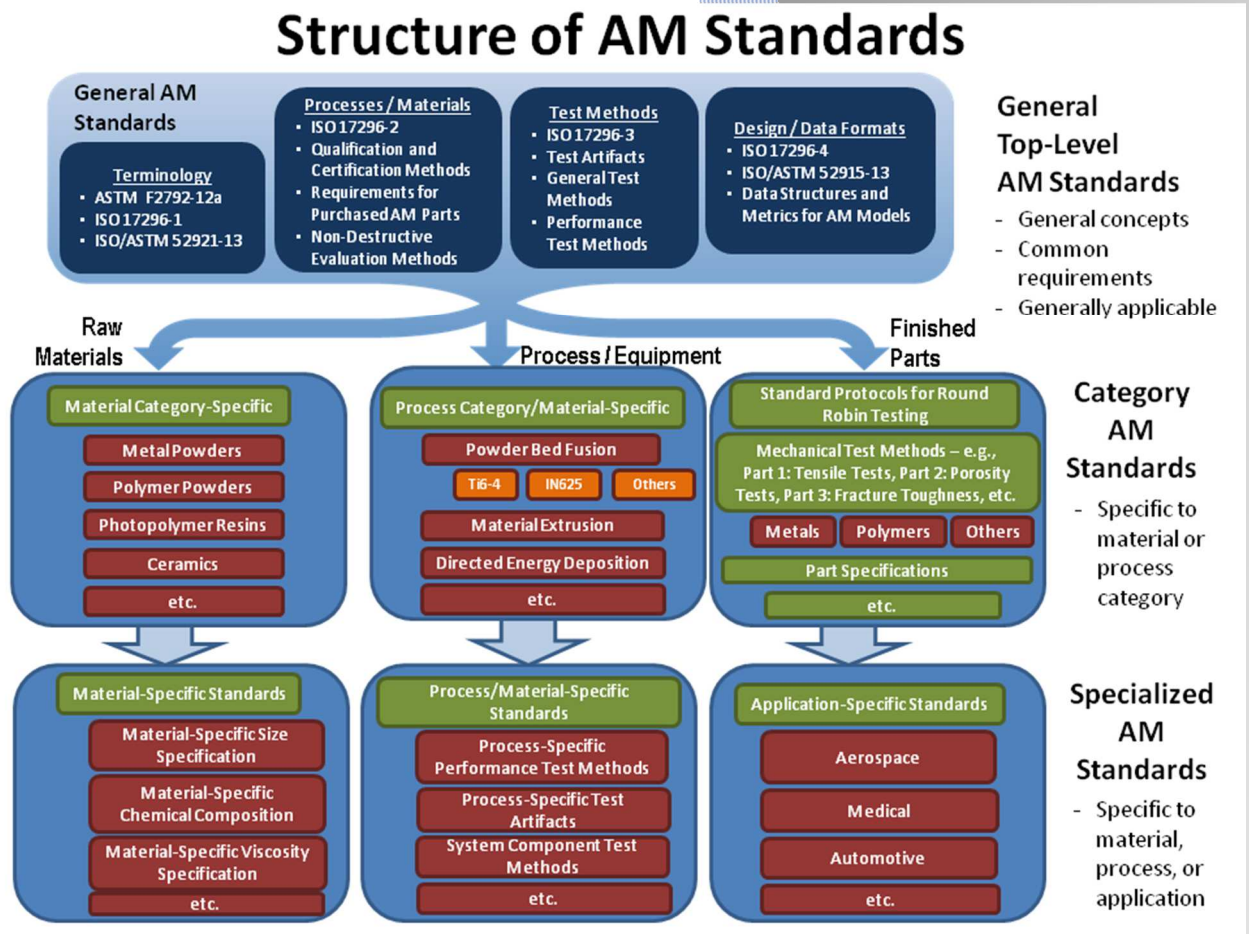 Structure of AM Standards
General AM
Standards
Terminology
▪ ASTM F2792-12a
▪ ISO 17296-1
▪ ISO/ASTM 52921-13
Processes / Materials
▪ ISO 17296-2
▪ Qualification and
Certification Methods
▪ Requirements for
Purchased AM Parts
▪ Non-Destructive
Evaluation Methods
Test Methods
▪ ISO 17296-3
▪ Test Artifacts
▪ General Test
Methods
▪ Performance
Test Methods
Design / Data Formats
▪ ISO 17296-4
▪ ISO/ASTM 52915-13
▪ Data Structures and
Metrics for AM Models
General
Top-Level
AM Standards
- General concepts
- Common
requirements
- Generally applicable
Raw
Materials
Process / Equipment
Finished
Parts
Material Category-Specific
Metal Powders
Polymer Powders
Photopolymer Resins
Ceramics
etc.
Process Category/Material-Specific
Powder Bed Fusion
Ti6-4
IN625
Others
Material Extrusion
Directed Energy Deposition
etc.
Standard Protocols for Round
Robin Testing
Mechanical Test Methods – e.g.,
Part 1: Tensile Tests, Part 2: Porosity
Tests, Part 3: Fracture Toughness, etc.
Metals
Polymers
Others
Part Specifications
etc.
Category
AM
Standards
- Specific to
material or
process
category
Material-Specific Standards
Material-Specific Size
Specification
Material-Specific
Chemical Composition
Material-Specific Viscosity
Specification
etc.
Process/Material-Specific
Standards
Process-Specific
Performance Test Methods
Process-Specific Test
Artifacts
System Component Test
Methods
etc.
Application-Specific Standards
Aerospace
Medical
Automotive
etc.
Specialized
AM
Standards
- Specific to
material,
process, or
application